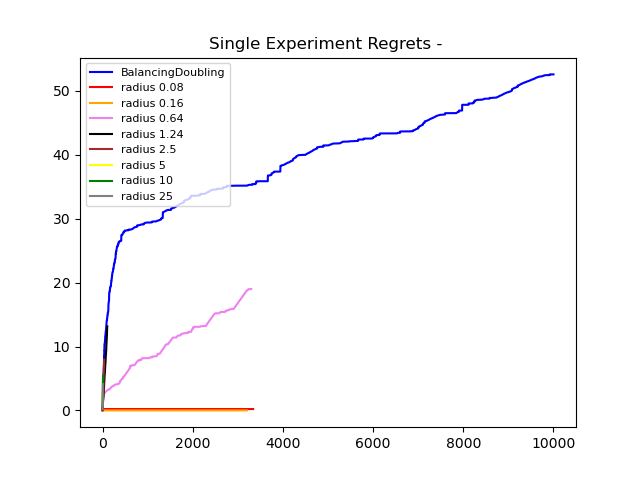 Single Experiment Regrets -
BalancingDoubling
radius 0.08
radius 0.16
radius 0.64
radius 1.24
radius 2.5
radius 5
radius 10
radius 25
50
40
30
20
10
0
0 2000 4000 6000 8000 10000